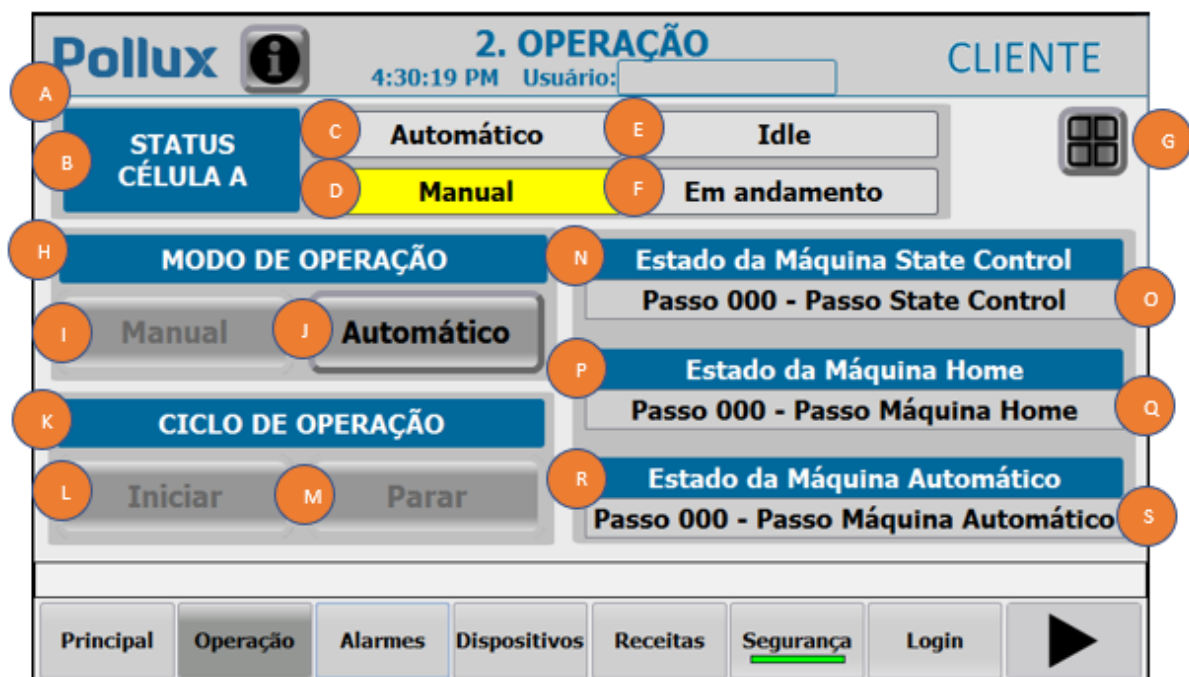 Pollux
i
2. OPERAÇÃO
CLIENTE
4:30:19 PM Usuário:
A
B
STATUS
CÉLULA A
C
Automático
E
Idle
G
D
Manual
F
Em andamento
H
MODO DE OPERAÇÃO
I
Manual
J
Automático
K
CICLO DE OPERAÇÃO
L
Iniciar
M
Parar
N
Estado da Máquina State Control
Passo 000 - Passo State Control
O
P
Estado da Máquina Home
Passo 000 - Passo Máquina Home
Q
R
Estado da Máquina Automático
Passo 000 - Passo Máquina Automático
S
Principal
Operação
Alarmes
Dispositivos
Receitas
Segurança
Login